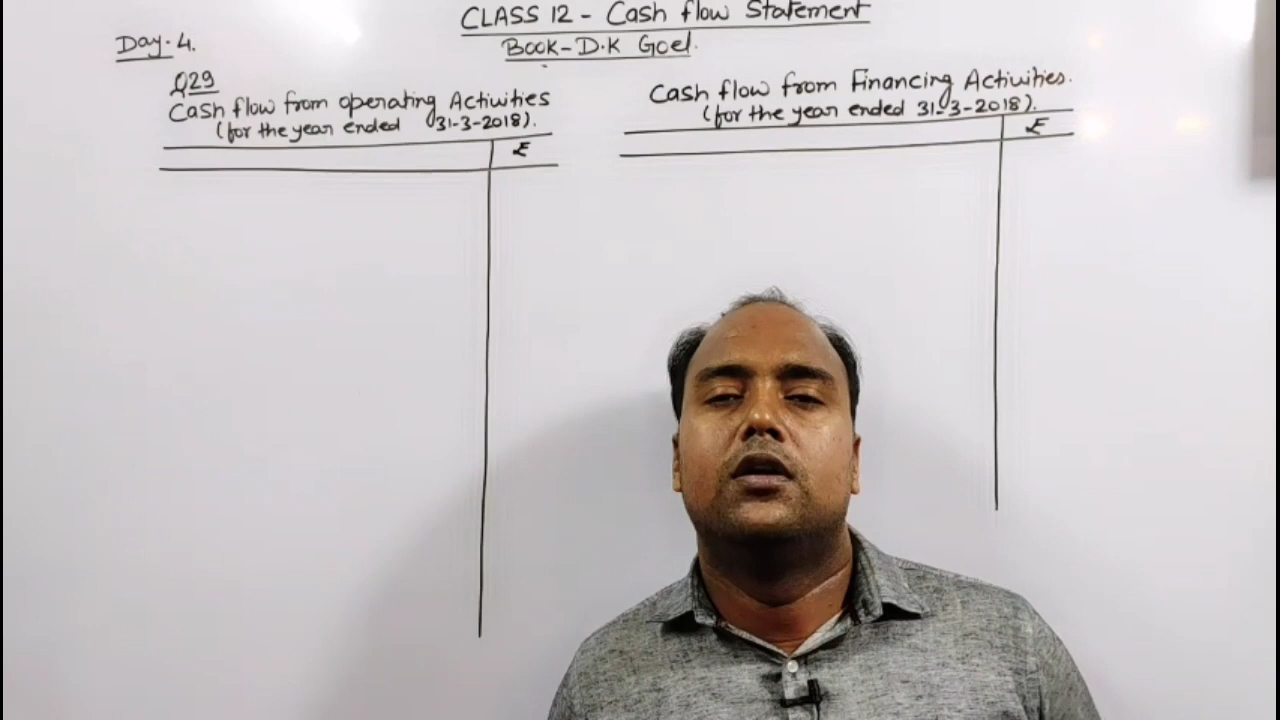 CLASS 12 - Cash flow Statement
Book-D.K Goel.
Day.4.
Q29
Cash flow from operating Activities
(for the year ended 31-3-2018).
₹
Cash flow from Financing Activities.
(for the year ended 31-3-2018).
₹